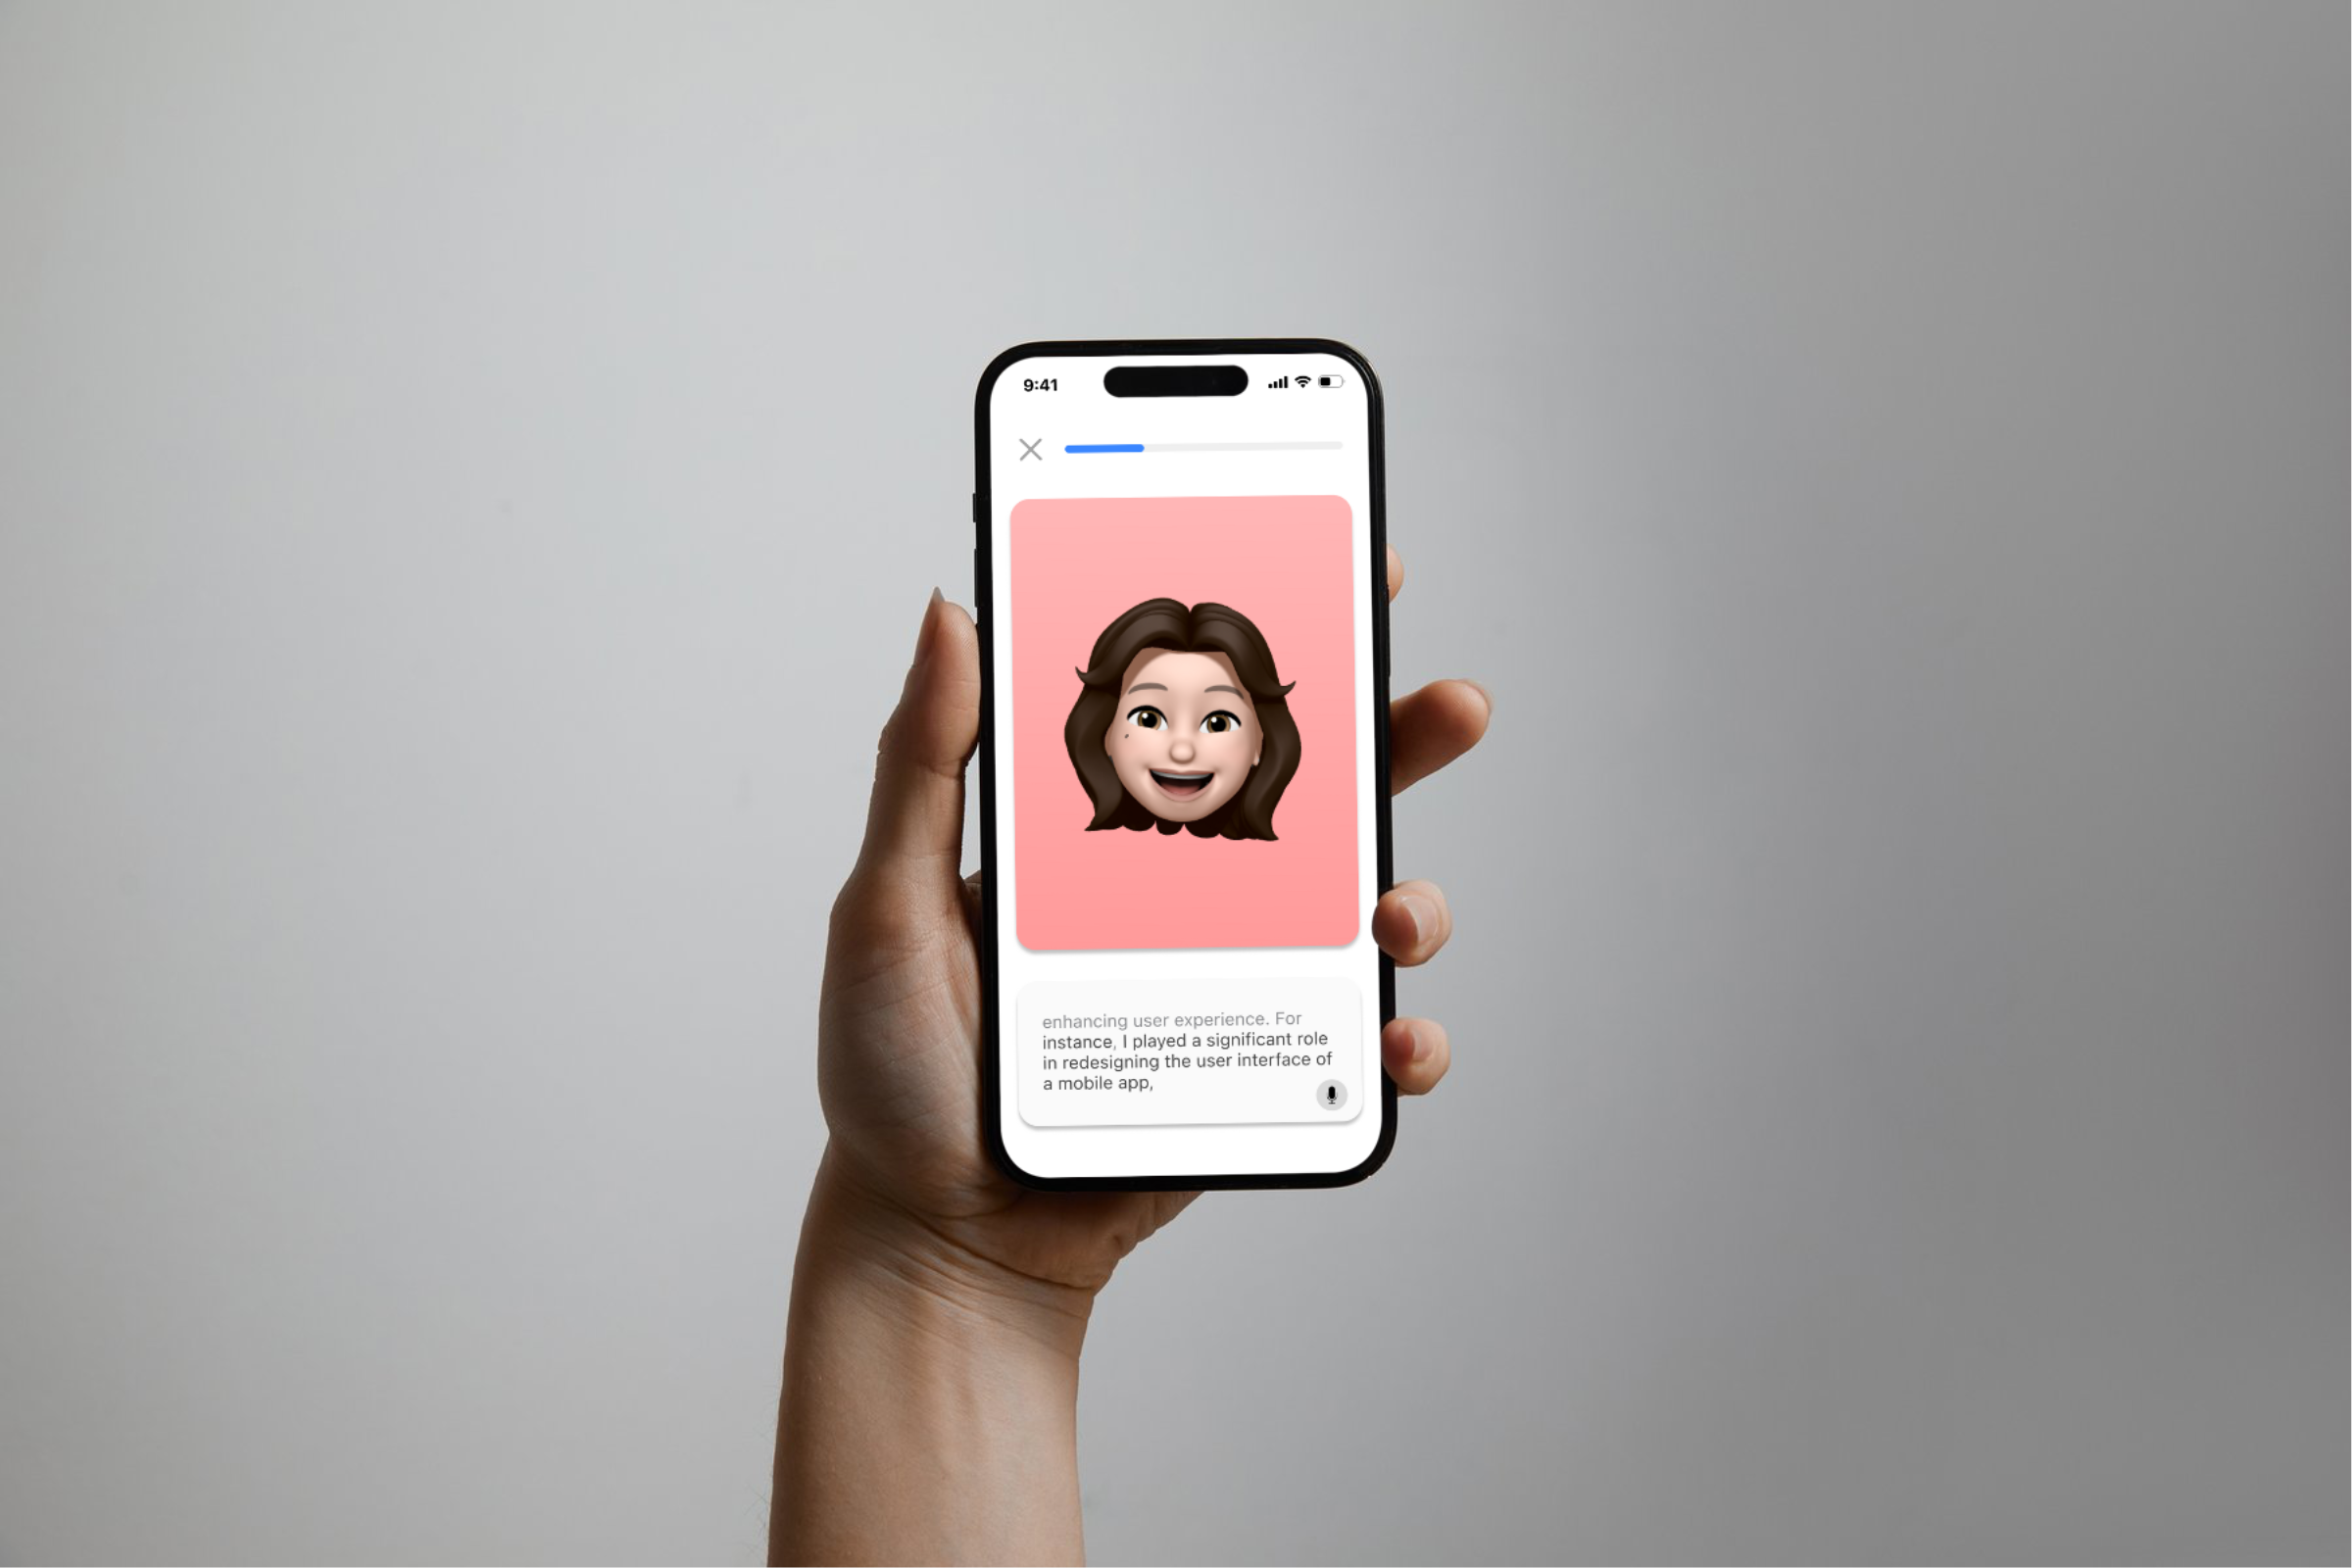 9:41
enhancing user experience. For
instance, I played a significant role
in redesigning the user interface of
a mobile app,